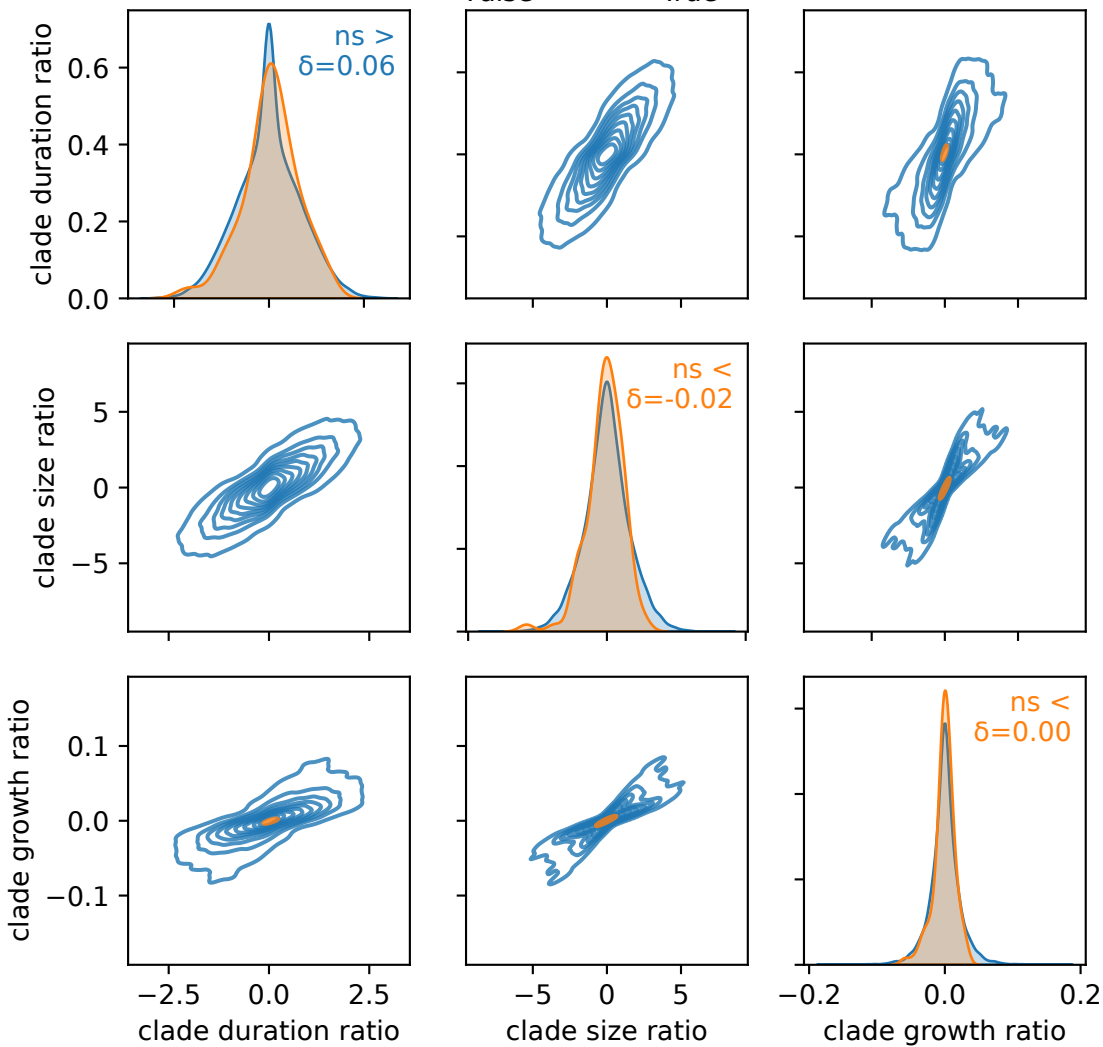 clade duration ratio
0.6
0.4
0.2
0.0
ns >
δ=0.06
clade size ratio
5
0
−5
ns <
δ=-0.02
clade growth ratio
0.1
0.0
−0.1
ns <
δ=0.00
−2.5 0.0 2.5
−5 0 5
−0.2 0.0 0.2
clade duration ratio
clade size ratio
clade growth ratio